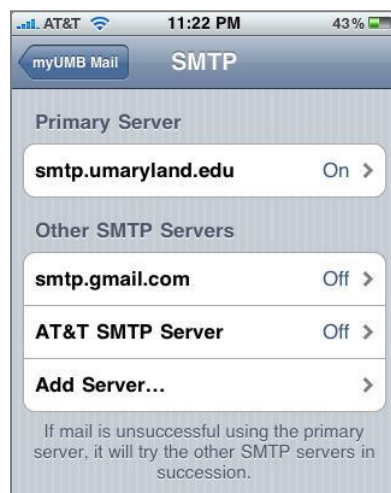 AT&T 11:22 PM 43%
myUMB Mail SMTP
Primary Server
smtp.umaryland.edu On
Other SMTP Servers
smtp.gmail.com Off
AT&T SMTP Server Off
Add Server...
If mail is unsuccessful using the primary
server, it will try the other SMTP servers in
succession.